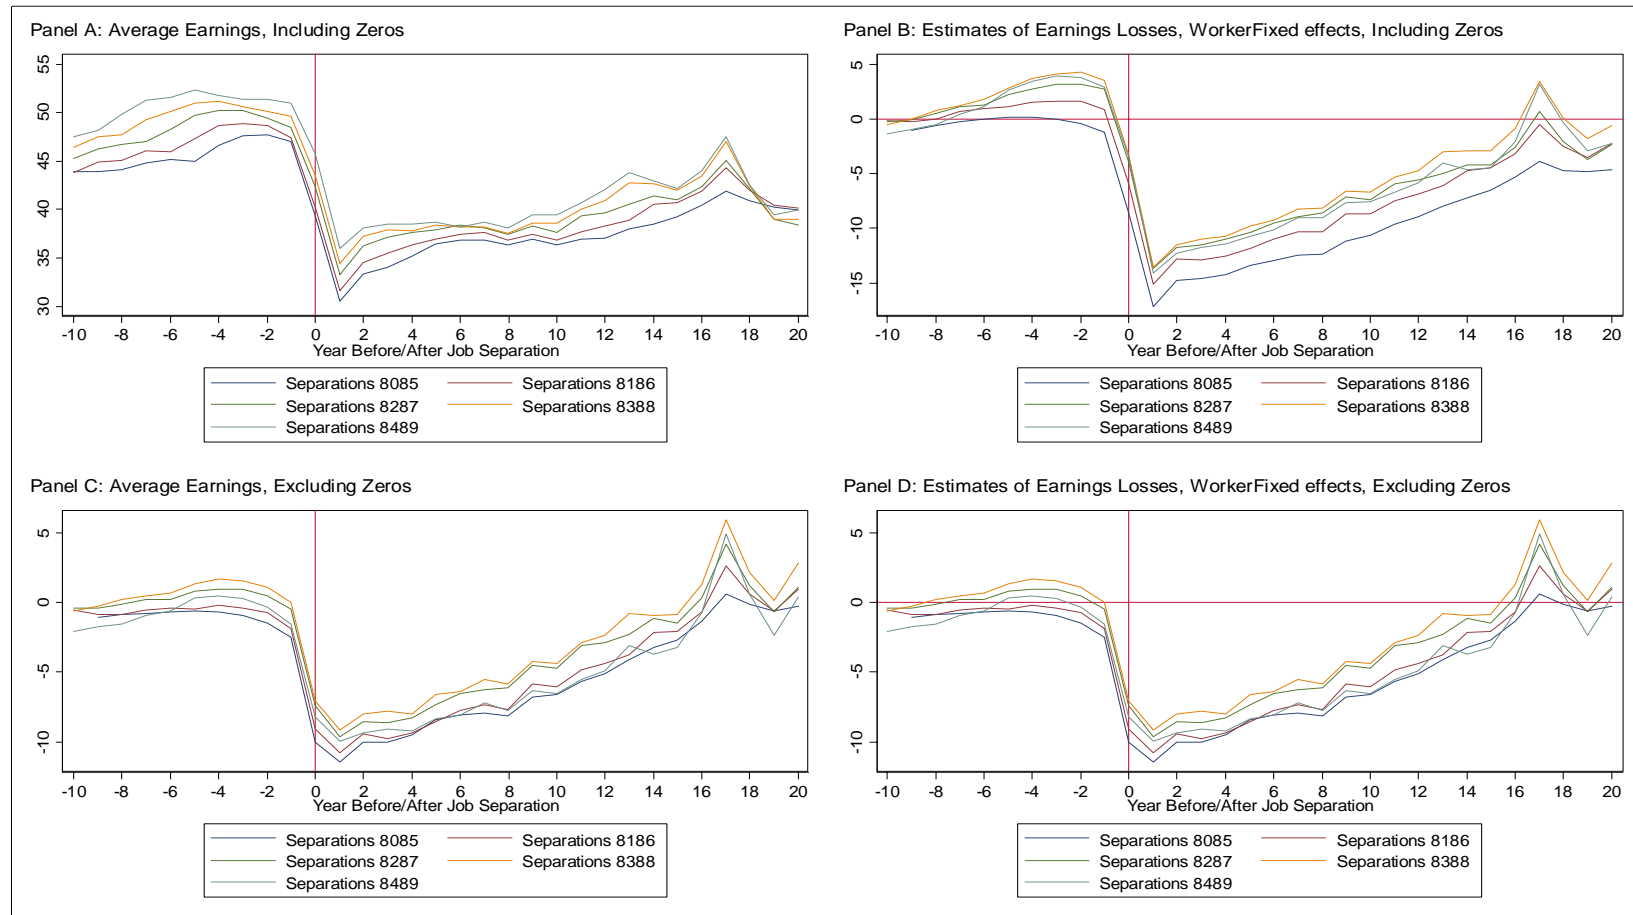 Panel A: Average Earnings, Including Zeros
55
50
45
40
35
30
-10 -8 -6 -4 -2 0 2 4 6 8 10 12 14 16 18 20
Year Before/After Job Separation
Separations 8085 Separations 8186
Separations 8287 Separations 8388
Separations 8489
Panel B: Estimates of Earnings Losses, WorkerFixed effects, Including Zeros
5
0
-5
-10
-15
-10 -8 -6 -4 -2 0 2 4 6 8 10 12 14 16 18 20
Year Before/After Job Separation
Separations 8085 Separations 8186
Separations 8287 Separations 8388
Separations 8489
Panel C: Average Earnings, Excluding Zeros
5
0
-5
-10
-10 -8 -6 -4 -2 0 2 4 6 8 10 12 14 16 18 20
Year Before/After Job Separation
Separations 8085 Separations 8186
Separations 8287 Separations 8388
Separations 8489
Panel D: Estimates of Earnings Losses, WorkerFixed effects, Excluding Zeros
5
0
-5
-10
-10 -8 -6 -4 -2 0 2 4 6 8 10 12 14 16 18 20
Year Before/After Job Separation
Separations 8085 Separations 8186
Separations 8287 Separations 8388
Separations 8489